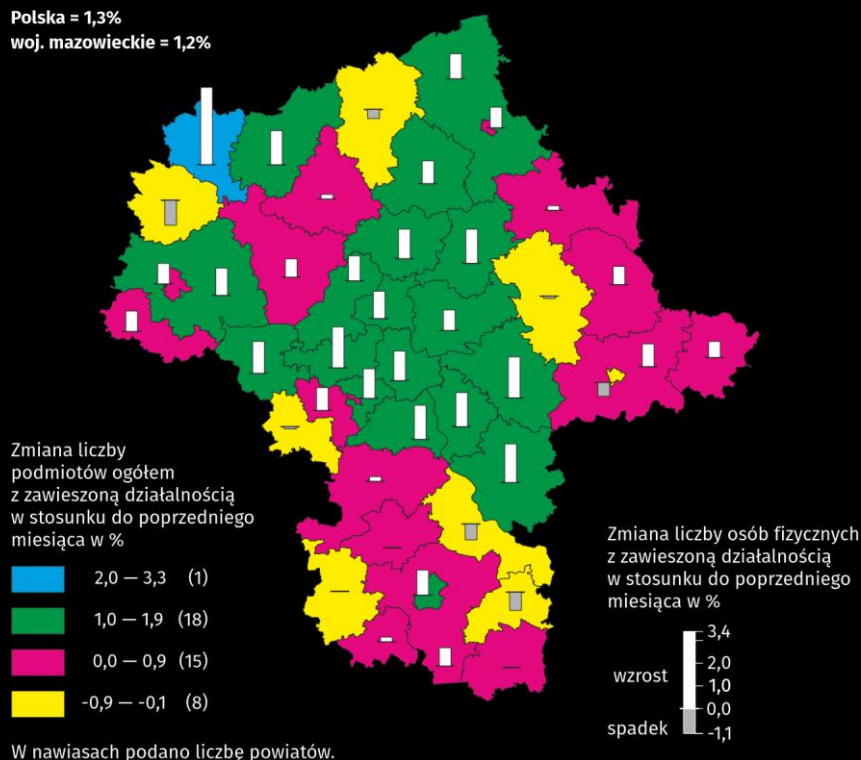 Polska = 1,3%
woj. mazowieckie = 1,2%
Zmiana liczby
podmiotów ogółem
z zawieszoną działalnością
w stosunku do poprzedniego
miesiąca w %
2,0 — 3,3 (1)
1,0 — 1,9 (18)
0,0 — 0,9 (15)
-0,9 — -0,1 (8)
W nawiasach podano liczbę powiatów.
Zmiana liczby osób fizycznych
z zawieszoną działalnością
w stosunku do poprzedniego
miesiąca w %
3,4
2,0
wzrost
1,0
0,0
spadek
-1,1